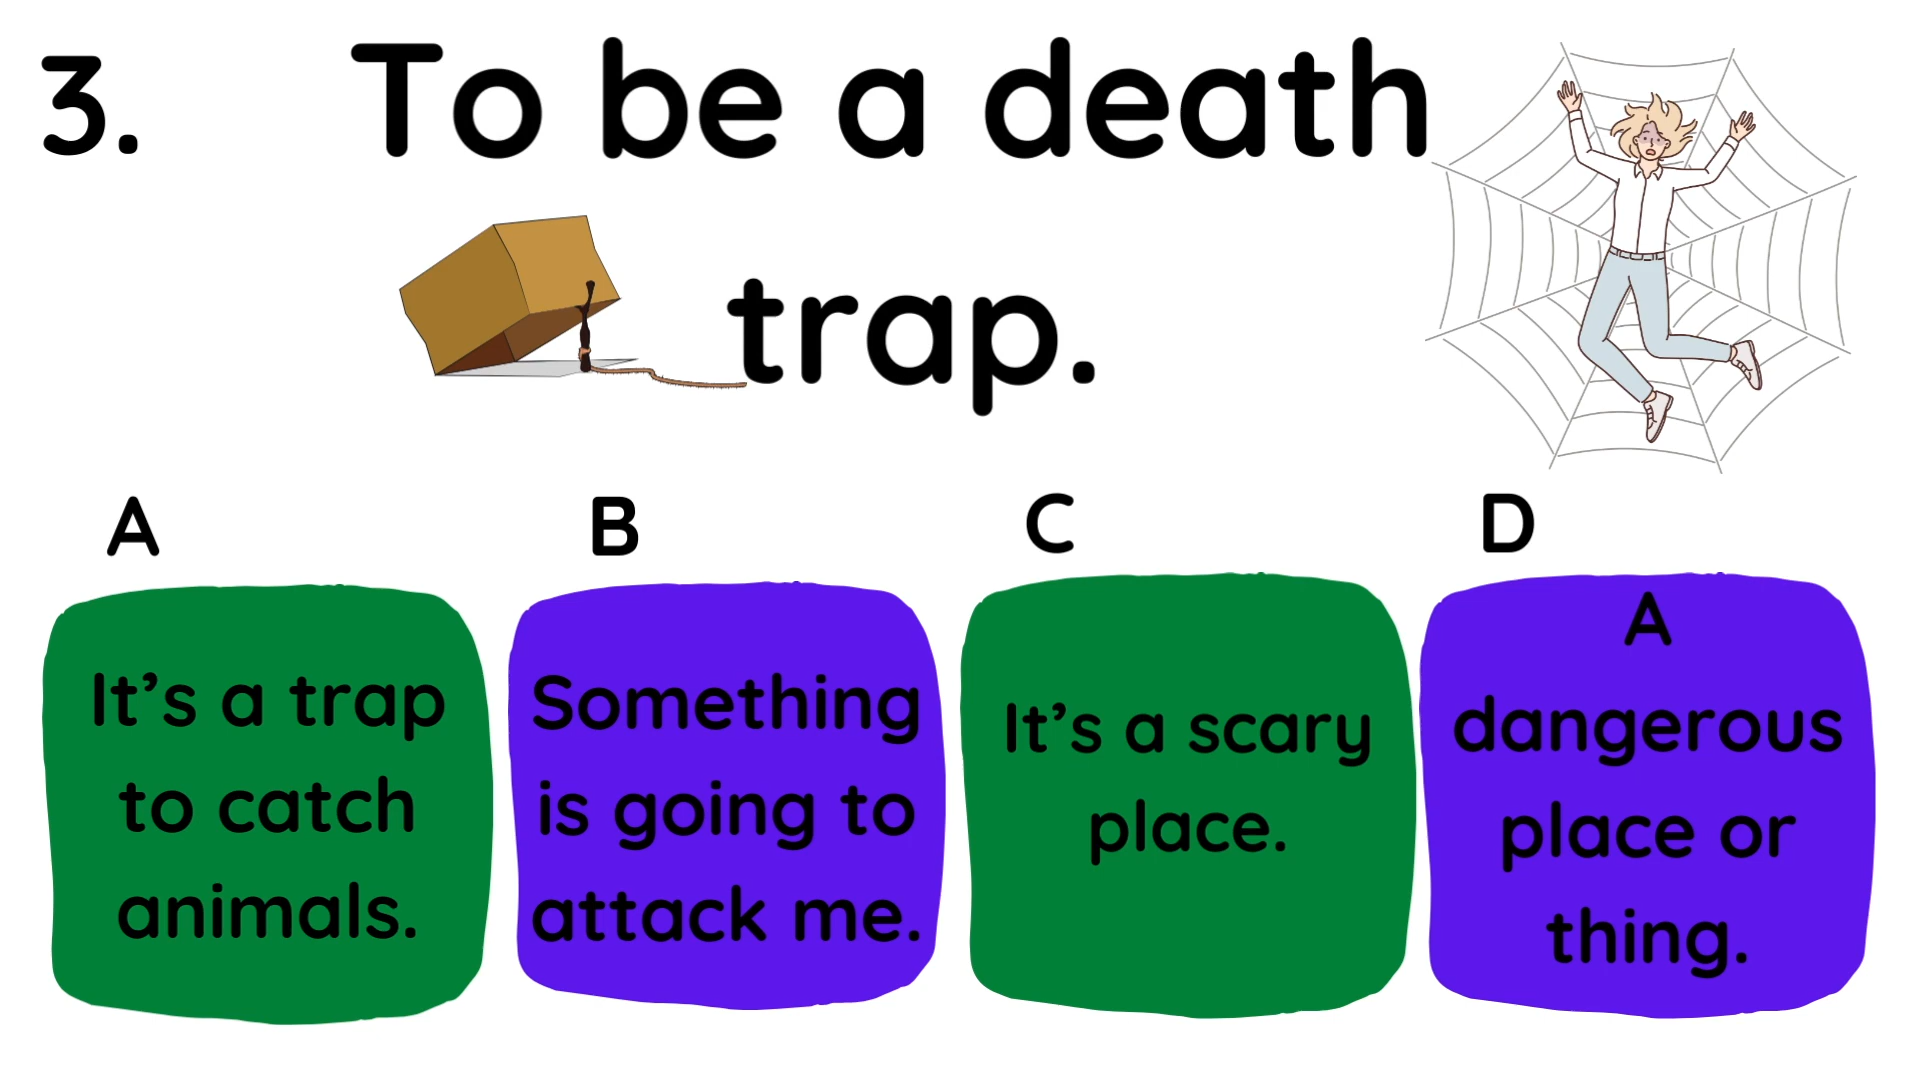 3. To be a death
trap.
A B C D
It’s a trap
to catch
animals.
Something
is going to
attack me.
It’s a scary
place.
A
dangerous
place or
thing.